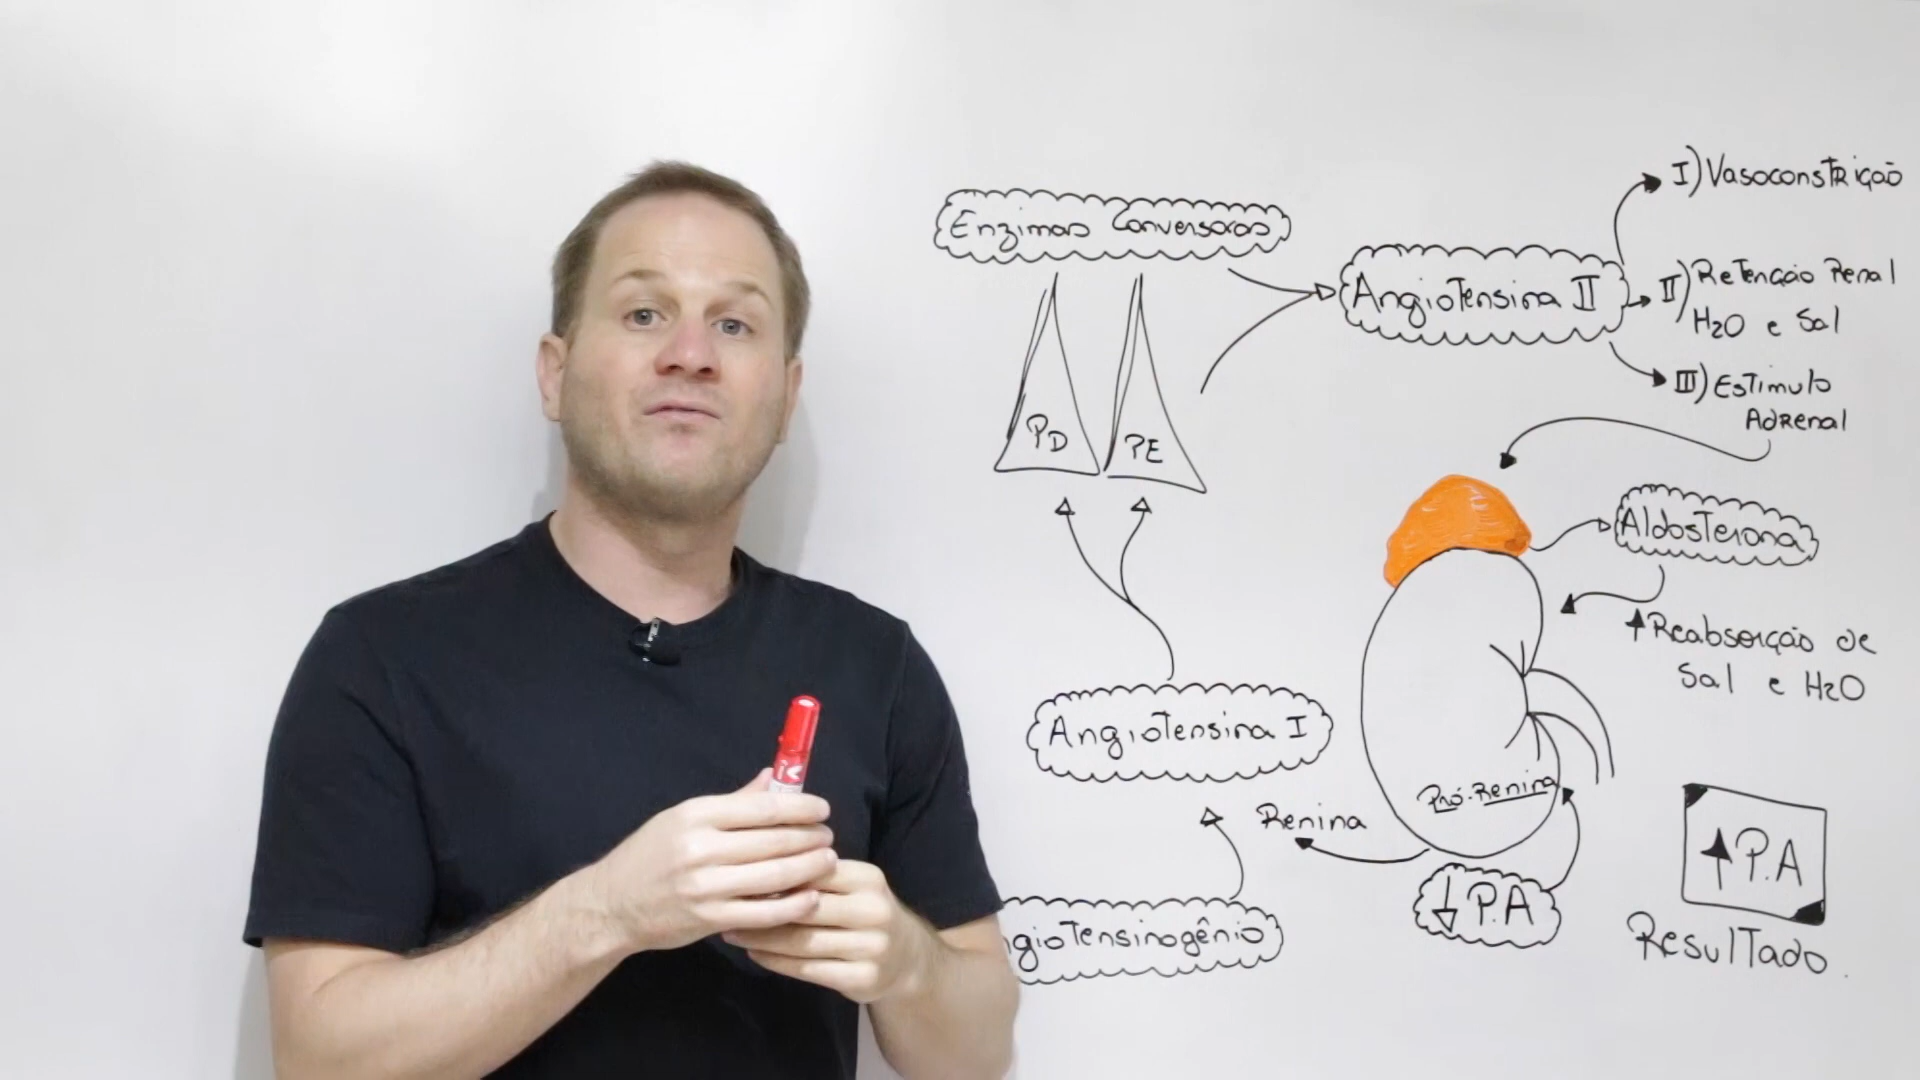 Enzimas Conversoras
Angiotensina II
I) Vasoconstrição
II) Retenção Renal
H2O e Sal
III) Estímulo
Adrenal
PD
PE
Aldosterona
Reabsorção de
Sal e H2O
Angiotensina I
Pró-Renina
Renina
P.A
giotensinogênio
P.A
Resultado